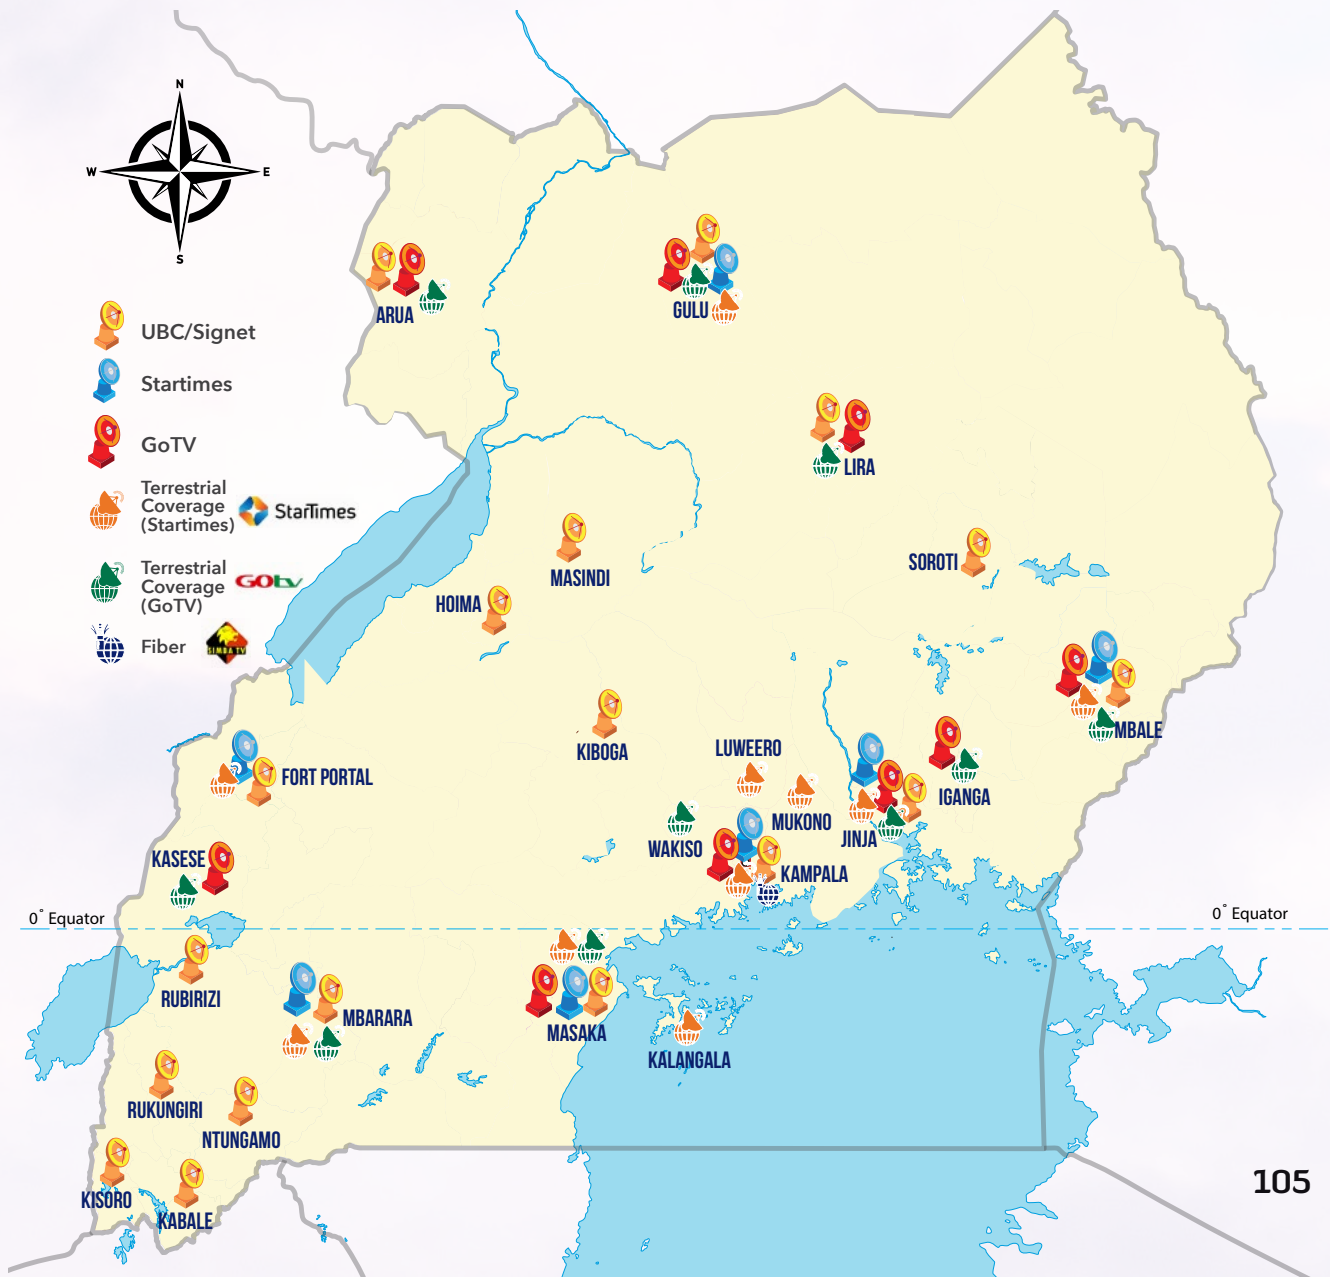 N
W
E
S
UBC/Signet
Startimes
GoTV
Terrestrial
Coverage
(Startimes)
StarTimes
Terrestrial
Coverage
(GoTV)
GOtv
Fiber
SIMBA TV
ARUA
GULU
LIRA
MASINDI
SOROTI
HOIMA
MBALE
KIBOGA
LUWEERO
FORT PORTAL
IGANGA
MUKONO
JINJA
WAKISO
KASESE
KAMPALA
0° Equator
0° Equator
RUBIRIZI
MBARARA
MASAKA
KALANGALA
RUKUNGIRI
NTUNGAMO
KISORO
KABALE
105